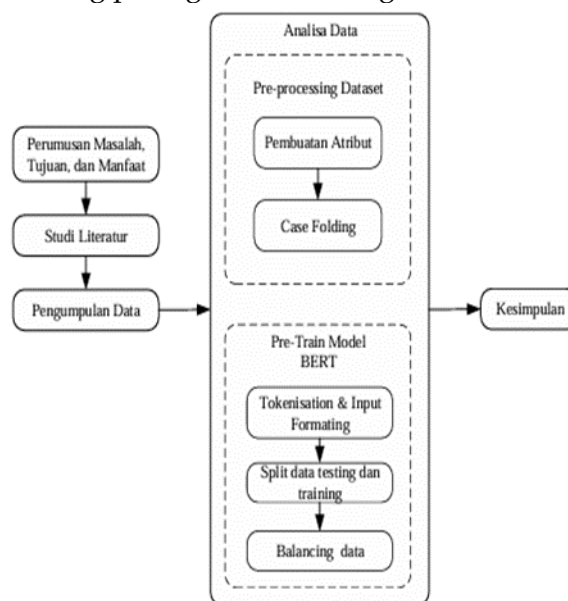 Analisa Data
Pre-processing Dataset
Pembuatan Atribut
Case Folding
Perumusan Masalah,
Tujuan, dan Manfaat
Studi Literatur
Pengumpulan Data
Pre-Train Model
BERT
Tokenisation & Input
Formating
Split data testing dan
training
Balancing data
Kesimpulan